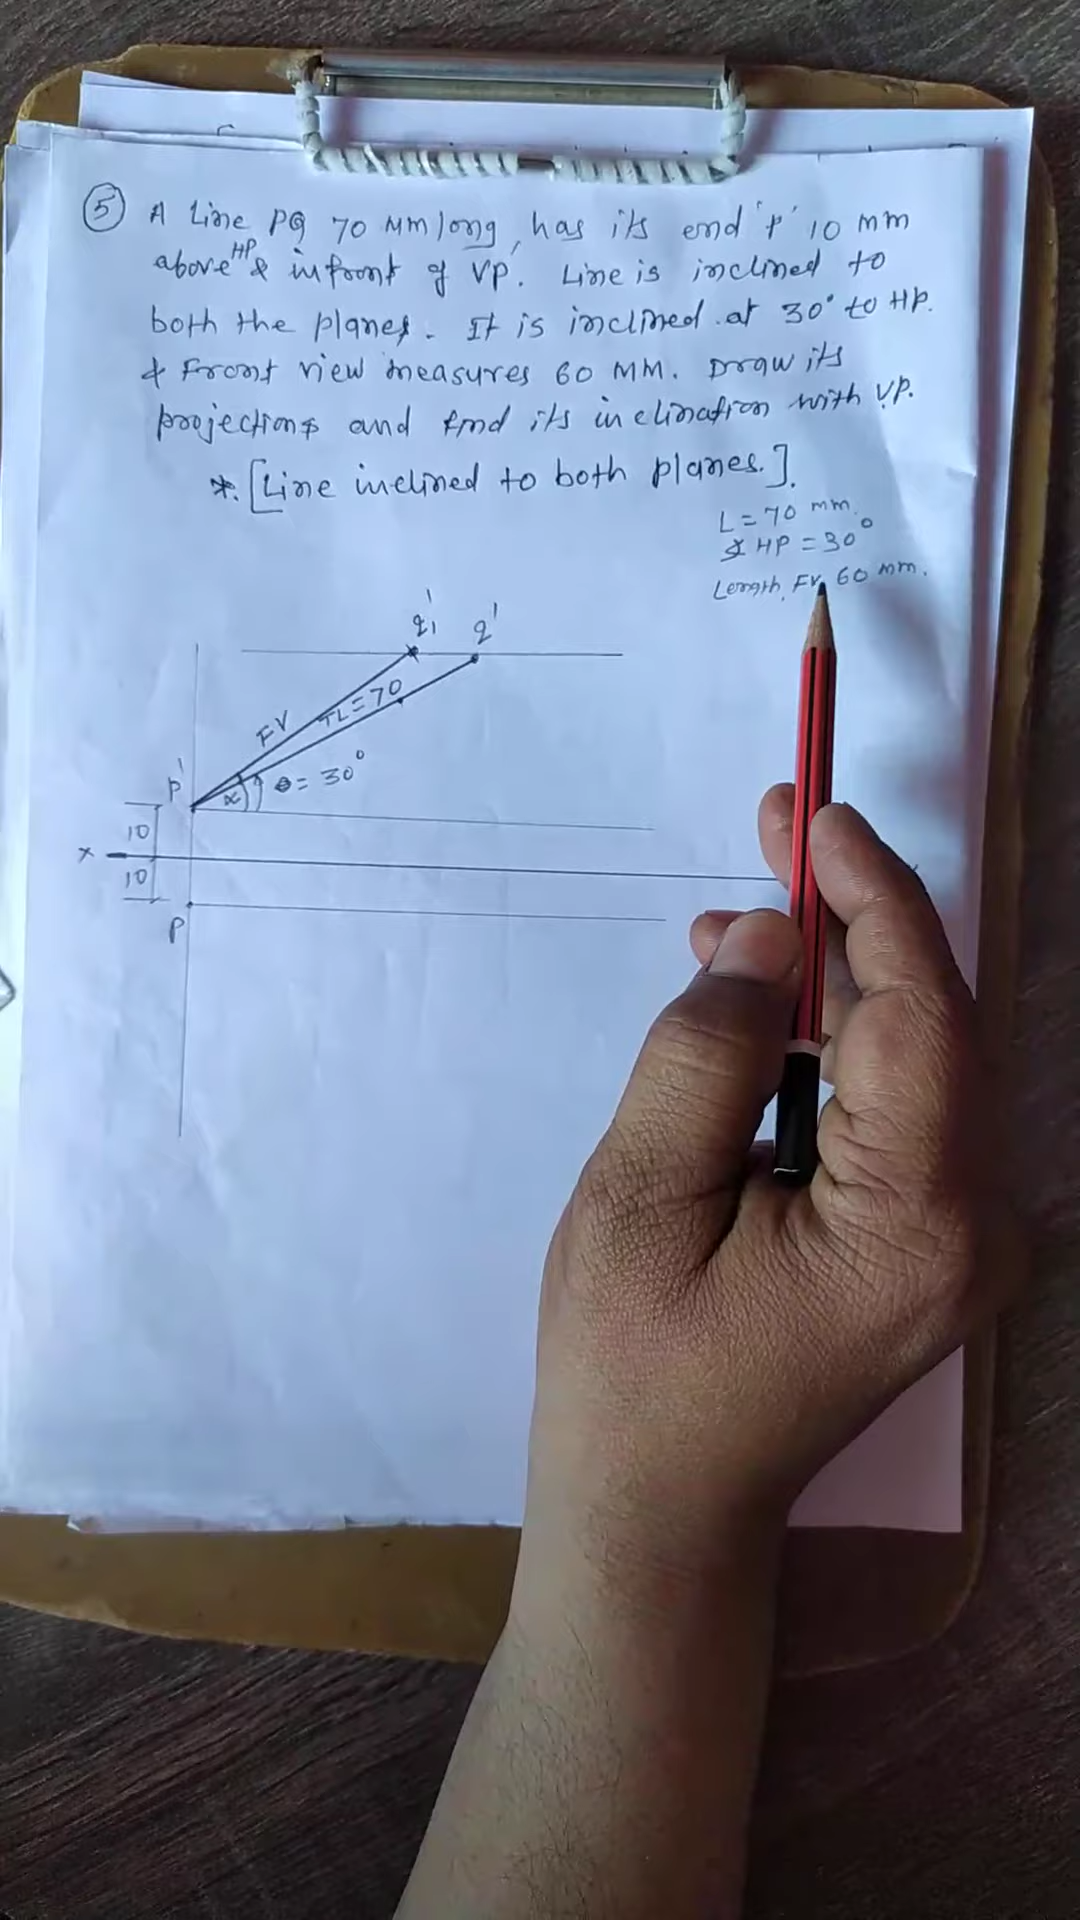 5 A Line PQ 70 MM long, has its end 'P' 10 mm
above HP & infront of VP. Line is inclined to
both the planes. It is inclined at 30° to HP.
& Front view measures 60 MM. Draw its
projections and find its inclination with VP.
*. [Line inclined to both planes.].
L = 70 mm.
∡ HP = 30°
Length. FV 60 mm.
q1' q'
FV TL = 70
p' α θ = 30°
10
X
10
P